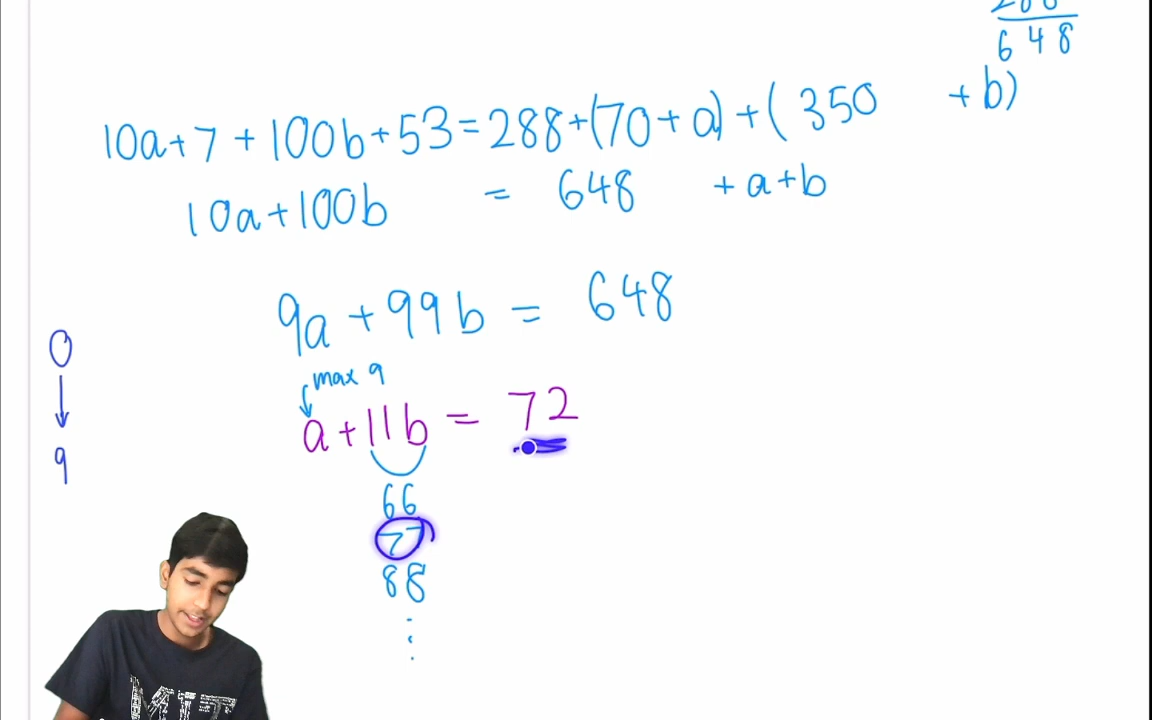 648
10a+7+100b+53=288+(70+a)+(350 +b)
10a+100b = 648 +a+b
9a+99b = 648
0
max 9
a+11b = 72
9
66
77
88
MIT